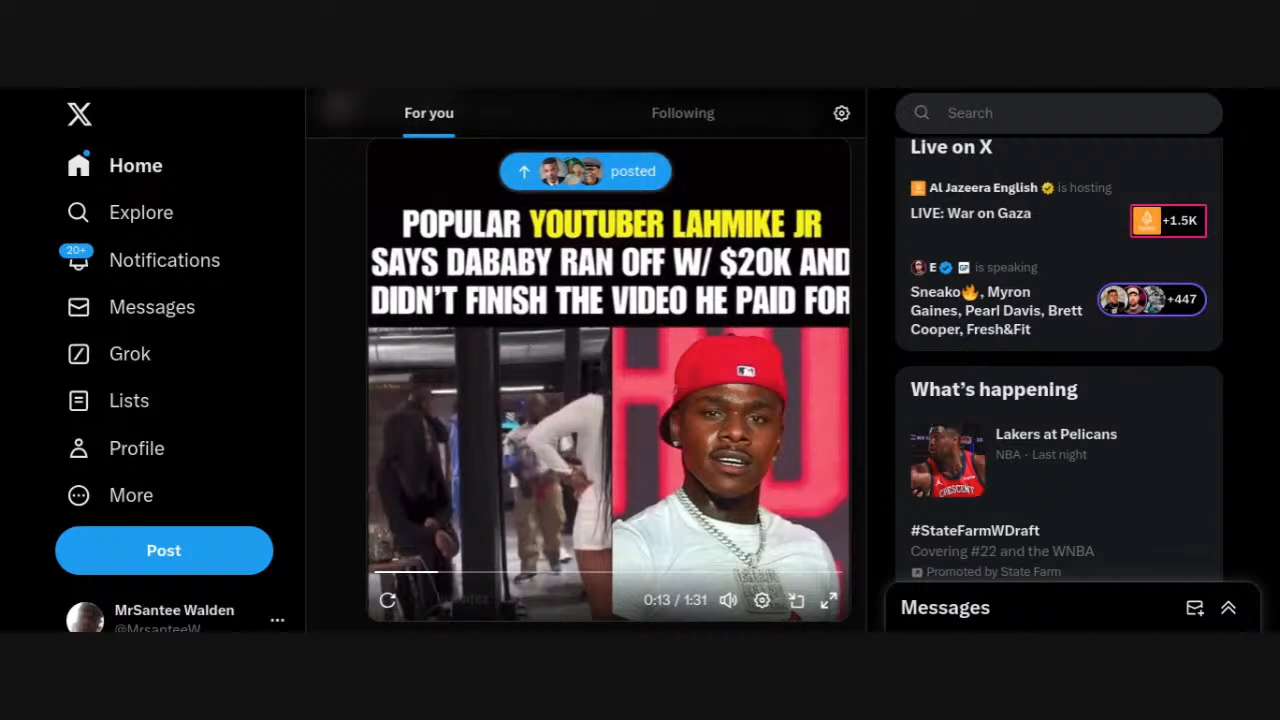 Home
Explore
20+
Notifications
Messages
Grok
Lists
Profile
More
Post
MrSantee Walden
@MrsanteeW
For you
Following
posted
POPULAR YOUTUBER LAHMIKE JR
SAYS DABABY RAN OFF W/ $20K AND
DIDN'T FINISH THE VIDEO HE PAID FOR
0:13 / 1:31
Search
Live on X
Al Jazeera English is hosting
LIVE: War on Gaza
+1.5K
E is speaking
Sneako🔥, Myron
Gaines, Pearl Davis, Brett
Cooper, Fresh&Fit
+447
What's happening
Lakers at Pelicans
NBA · Last night
CRESCENT
#StateFarmWDraft
Covering #22 and the WNBA
Promoted by State Farm
Messages